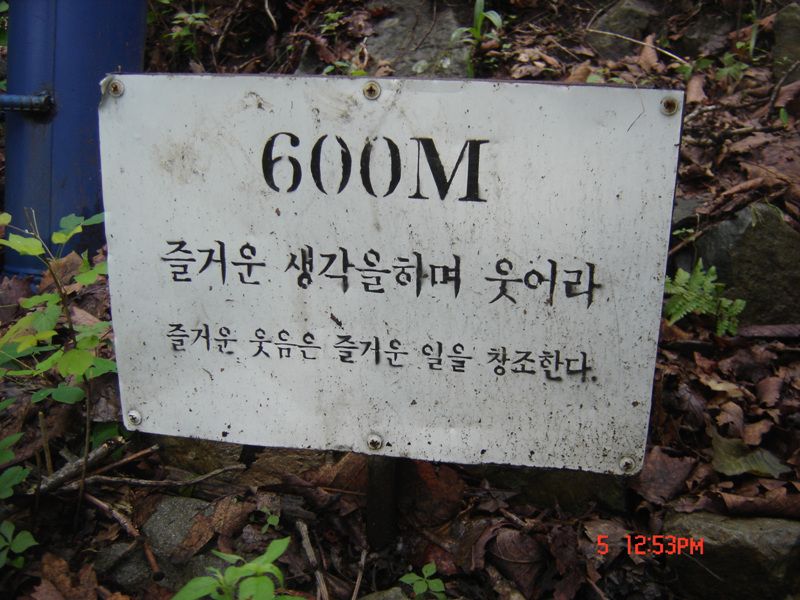 600M
즐거운 생각을하며 웃어라
즐거운 웃음은 즐거운 일을 창조한다.
5 12:53PM